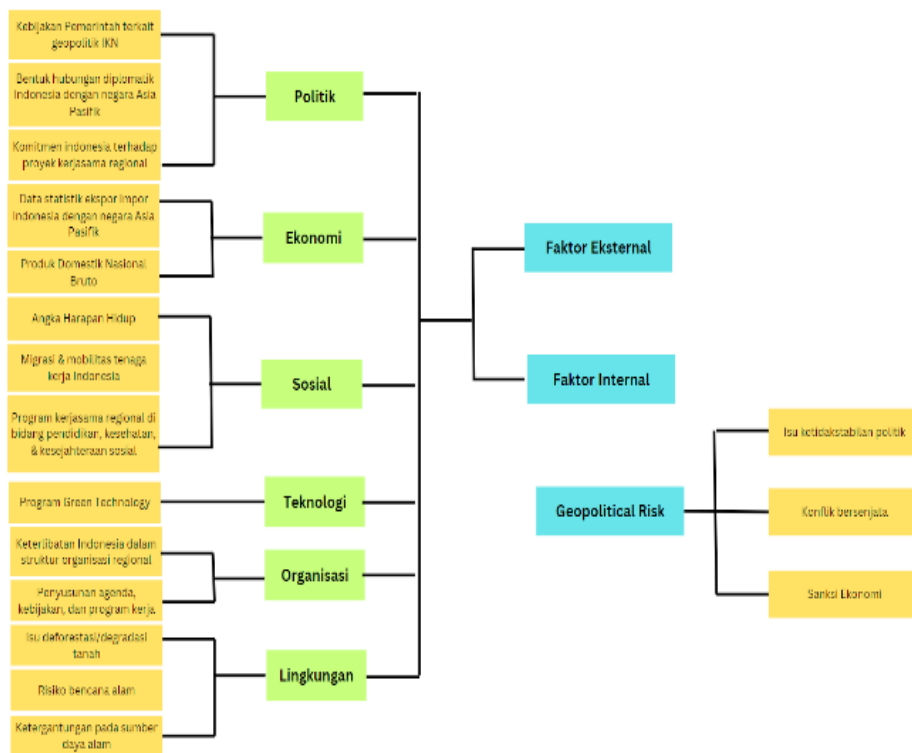 Kebijakan Pemerintah terkait
geopolitik IKN
Bentuk hubungan diplomatik
Indonesia dengan negara Asia
Pasifik
Komitmen indonesia terhadap
proyek kerjasama regional
Politik
Data statistik ekspor impor
Indonesia dengan negara Asia
Pasifik
Produk Domestik Nasional
Bruto
Ekonomi
Angka Harapan Hidup
Migrasi & mobilitas tenaga
kerja Indonesia
Program kerjasama regional di
bidang pendidikan, kesehatan,
& kesejahteraan sosial
Sosial
Program Green Technology
Teknologi
Keterlibatan Indonesia dalam
struktur organisasi regional
Penyusunan agenda,
kebijakan, dan program kerja
Organisasi
Isu deforestasi/degradasi
tanah
Risiko bencana alam
Ketergantungan pada sumber
daya alam
Lingkungan
Faktor Eksternal
Faktor Internal
Geopolitical Risk
Isu ketidakstabilan politik
Konflik bersenjata
Sanksi Ekonomi